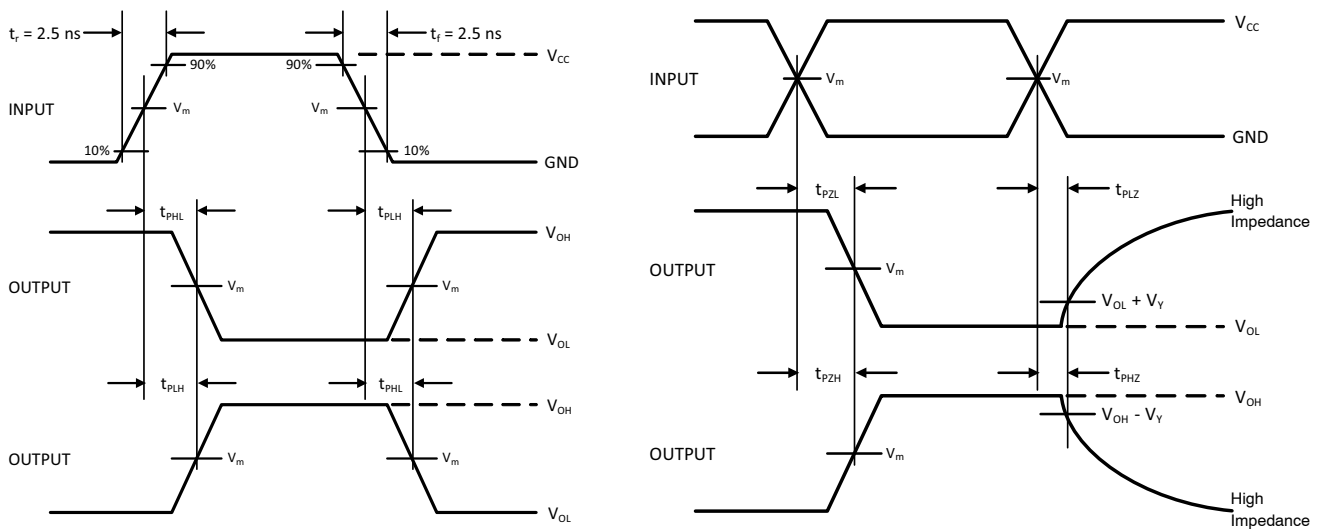 tr = 2.5 ns
tf = 2.5 ns
VCC
90%
90%
INPUT
Vm
Vm
10%
10%
GND
tPHL
tPLH
VOH
OUTPUT
Vm
Vm
VOL
tPLH
tPHL
VOH
OUTPUT
Vm
Vm
VOL
VCC
INPUT
Vm
Vm
GND
tPZL
tPLZ
High
Impedance
OUTPUT
Vm
VOL + VY
VOL
tPZH
tPHZ
VOH
VOH - VY
OUTPUT
Vm
High
Impedance